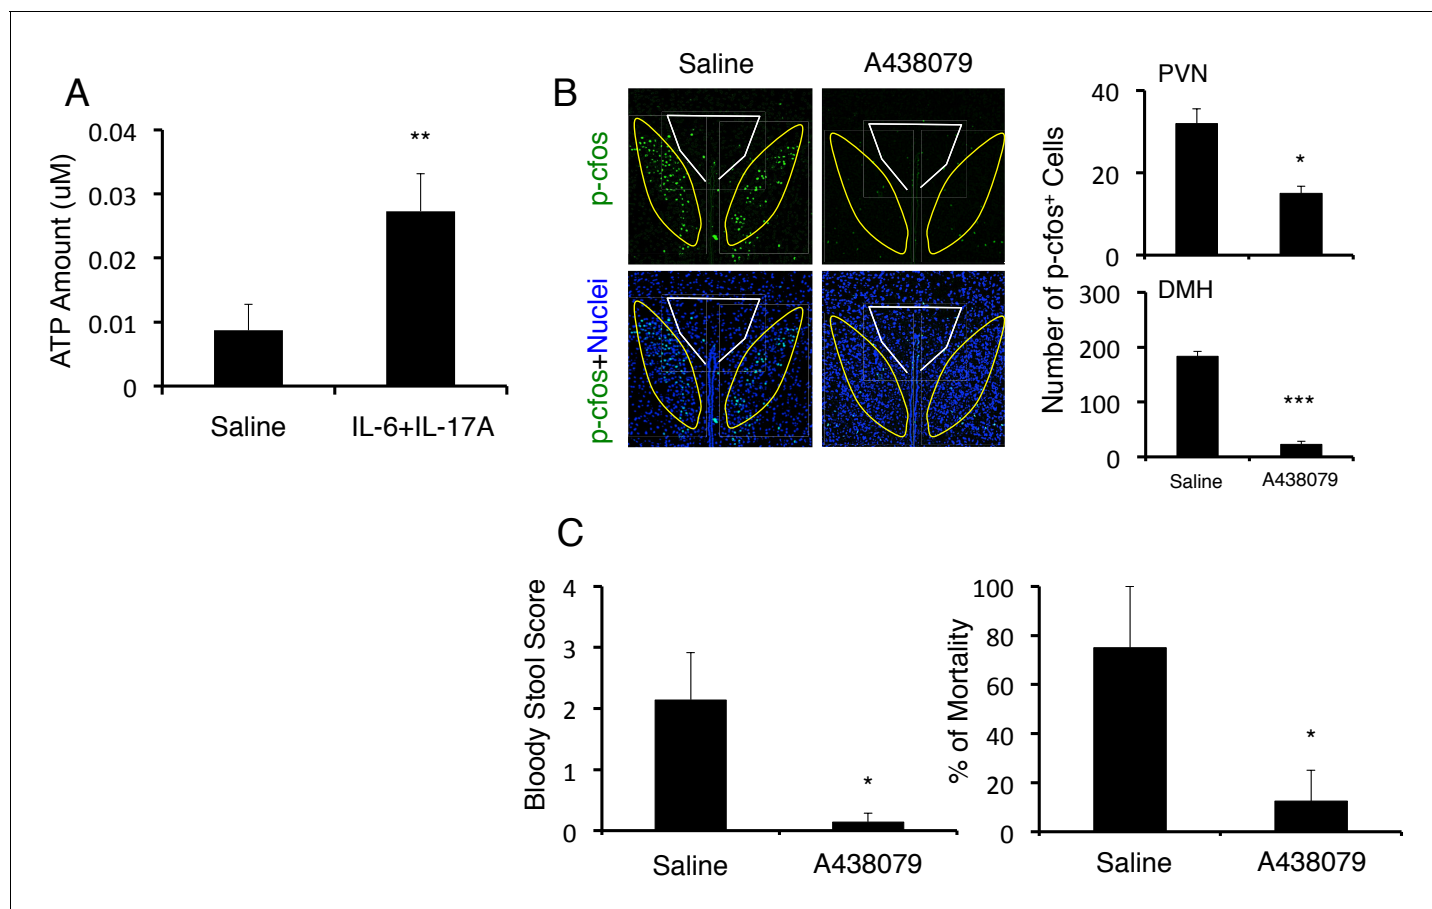 A
ATP Amount (uM)
0.04
0.03
0.02
0.01
0
**
Saline
IL-6+IL-17A
B
Saline
A438079
p-cfos
p-cfos+Nuclei
Number of p-cfos⁺ Cells
PVN
40
20
0
*
DMH
300
200
100
0
***
Saline
A438079
C
Bloody Stool Score
4
3
2
1
0
*
Saline
A438079
% of Mortality
100
80
60
40
20
0
*
Saline
A438079